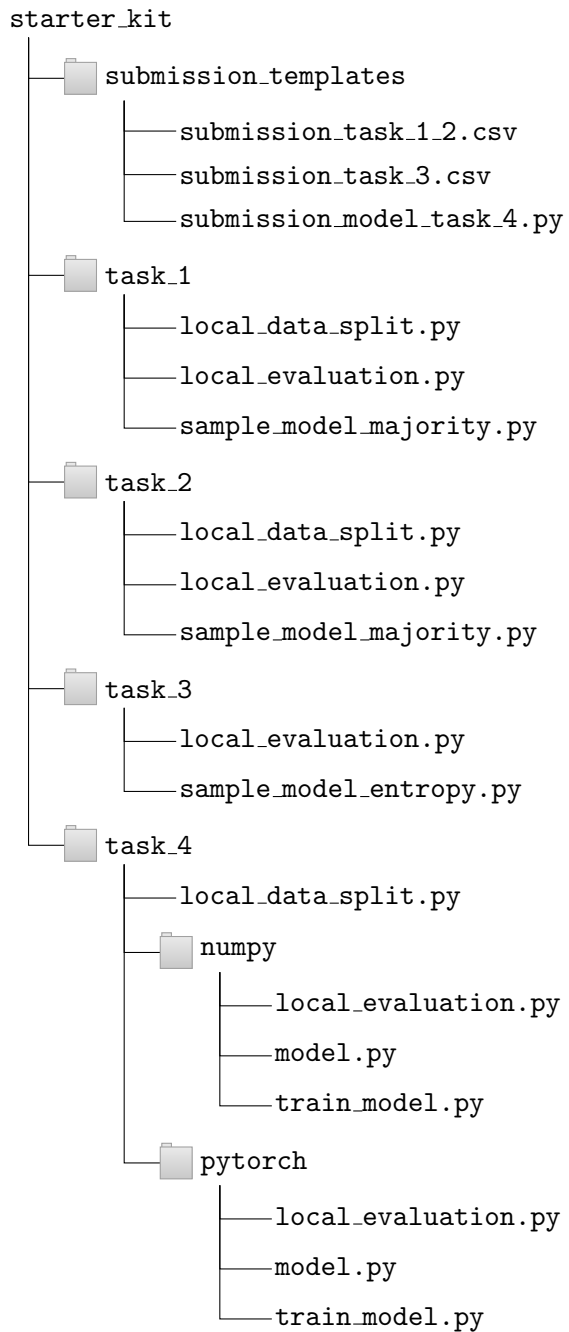 starter_kit
submission_templates
submission_task_1_2.csv
submission_task_3.csv
submission_model_task_4.py
task_1
local_data_split.py
local_evaluation.py
sample_model_majority.py
task_2
local_data_split.py
local_evaluation.py
sample_model_majority.py
task_3
local_evaluation.py
sample_model_entropy.py
task_4
local_data_split.py
numpy
local_evaluation.py
model.py
train_model.py
pytorch
local_evaluation.py
model.py
train_model.py